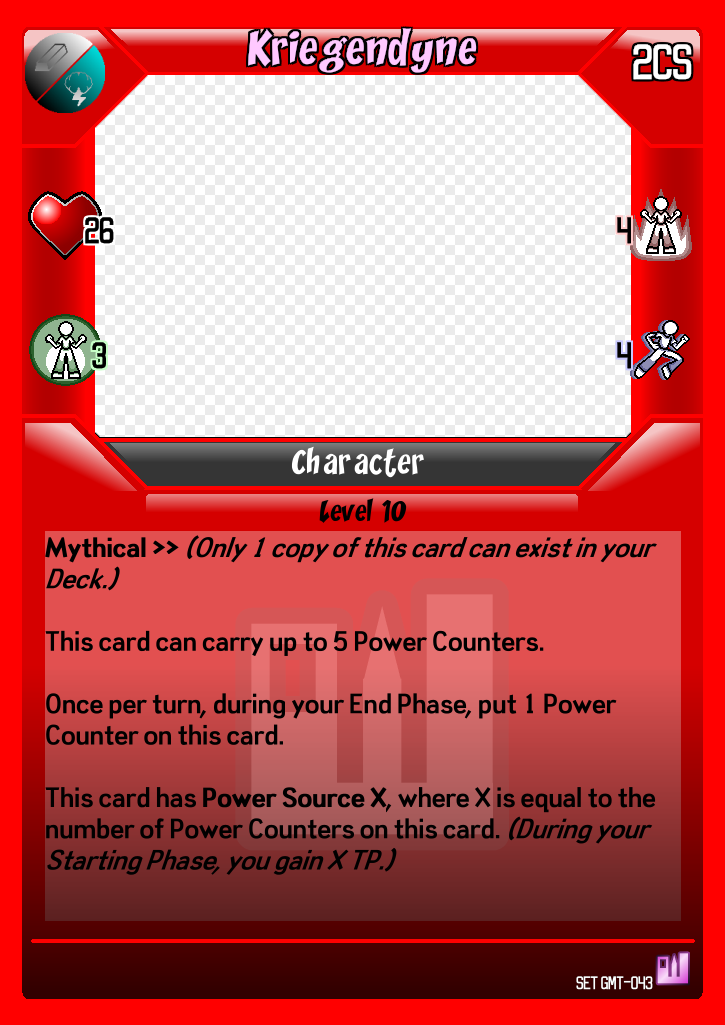 Kriegendyne
2CS
26
4
3
4
Character
Level 10
Mythical >> (Only 1 copy of this card can exist in your
Deck.)
This card can carry up to 5 Power Counters.
Once per turn, during your End Phase, put 1 Power
Counter on this card.
This card has Power Source X, where X is equal to the
number of Power Counters on this card. (During your
Starting Phase, you gain X TP.)
SET GMT-043